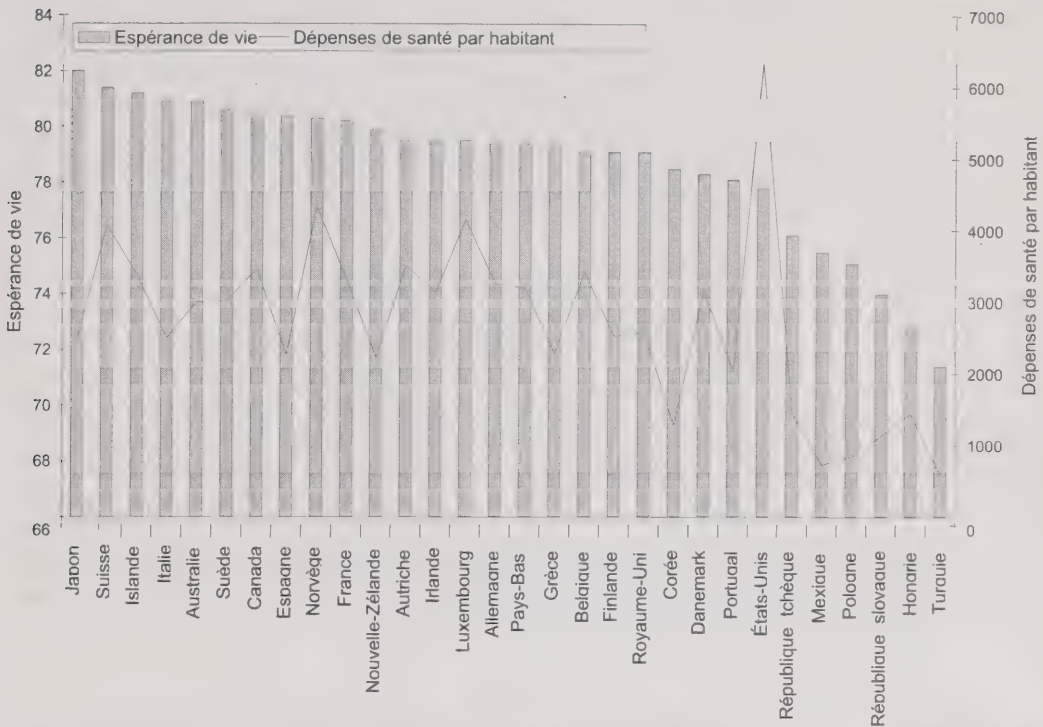 Espérance de vie
Dépenses de santé par habitant
84
82
80
78
76
74
72
70
68
66
Espérance de vie
7000
6000
5000
4000
3000
2000
1000
0
Dépenses de santé par habitant
Japon
Suisse
Islande
Italie
Australie
Suède
Canada
Espagne
Norvège
France
Nouvelle-Zélande
Autriche
Irlande
Luxembourg
Allemagne
Pays-Bas
Grèce
Belgique
Finlande
Royaume-Uni
Corée
Danemark
Portugal
États-Unis
République tchèque
Mexique
Pologne
République slovaque
Hongrie
Turquie